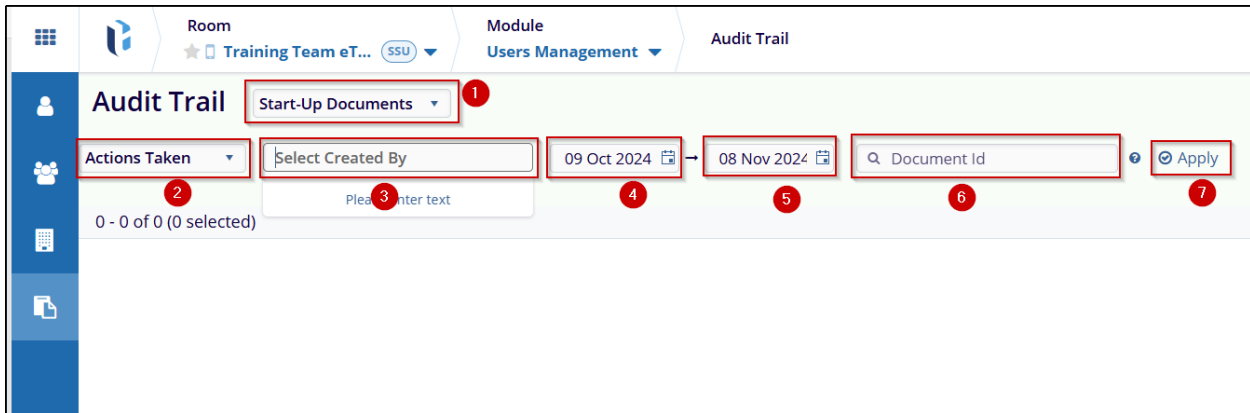 Room
Training Team eT... SSU
Module
Users Management
Audit Trail
Audit Trail
Start-Up Documents
1
Actions Taken
Select Created By
09 Oct 2024
→
08 Nov 2024
Document Id
Apply
2
3
4
5
6
7
Please enter text
0 - 0 of 0 (0 selected)